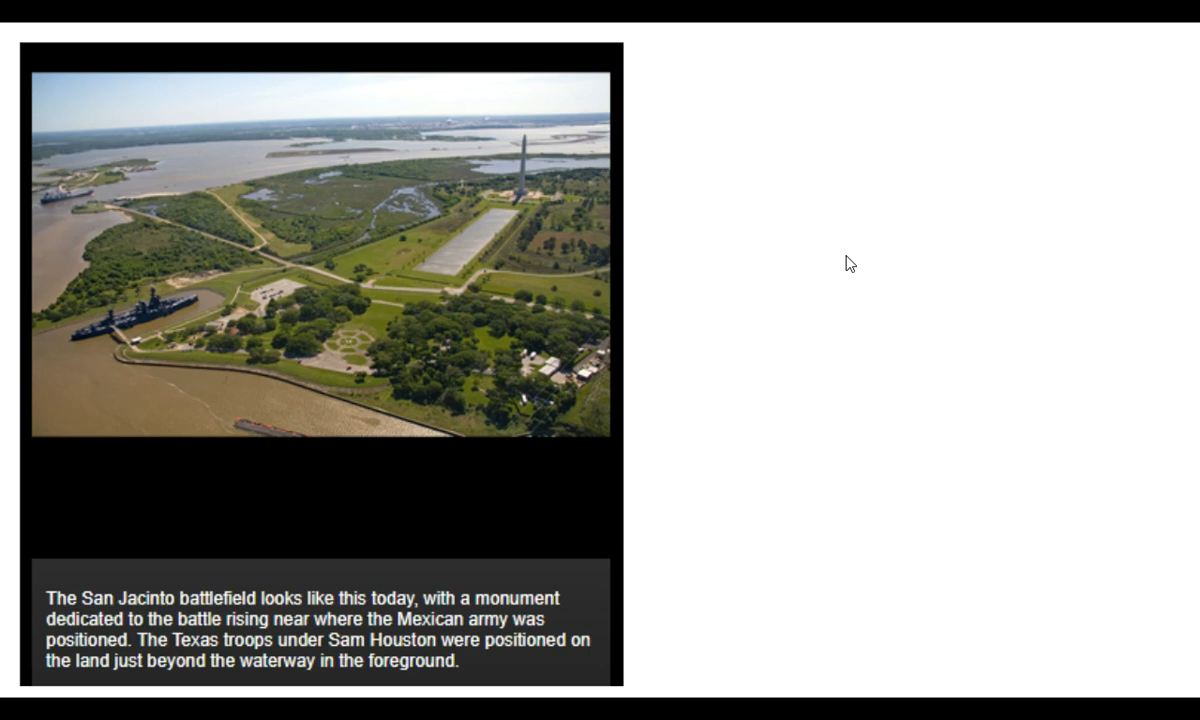 The San Jacinto battlefield looks like this today, with a monument
dedicated to the battle rising near where the Mexican army was
positioned. The Texas troops under Sam Houston were positioned on
the land just beyond the waterway in the foreground.